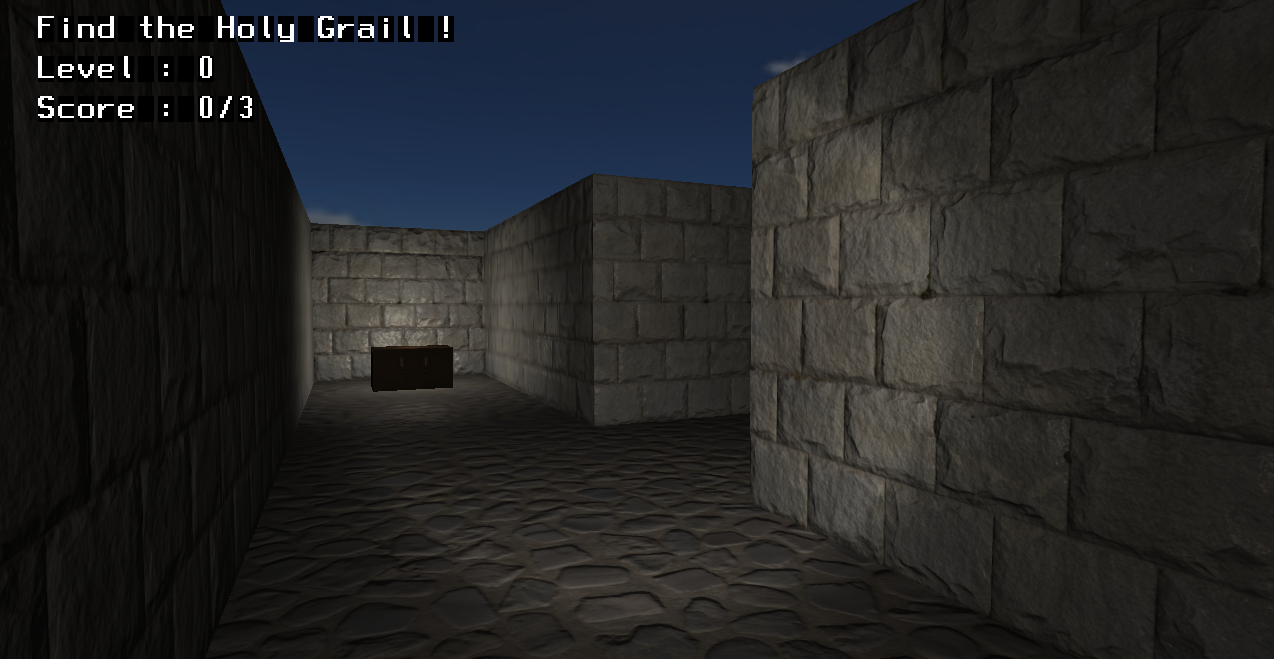 Find the Holy Grail !
Level : 0
Score : 0/3